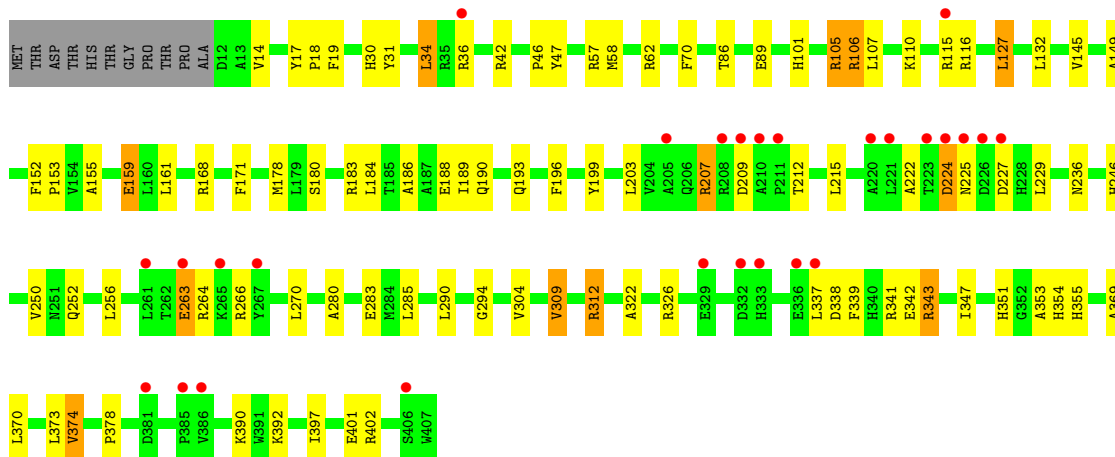 MET THR ASP THR HIS THR GLY PRO THR PRO ALA D12 A13 V14 Y17 P18 F19 H30 Y31 L34 R35 R36 R42 P46 Y47 R57 M58 R62 F70 T86 E89 H101 R105 R106 L107 K110 R115 R116 L127 L132 V145 A149
F152 P153 V154 A155 E159 L160 L161 R168 F171 M178 L179 S180 R183 L184 T185 A186 A187 E188 I189 Q190 Q193 F196 Y199 L203 V204 A205 Q206 R207 R208 D209 A210 P211 T212 L215 A220 L221 A222 T223 D224 N225 D226 D227 H228 L229 N236 H246
V250 N251 Q252 L256 L261 T262 E263 R264 K265 R266 Y267 L270 A280 E283 M284 L285 L290 G294 V304 V309 R312 A322 R326 E329 D332 H333 E336 L337 D338 F339 H340 R341 E342 R343 I347 H351 G352 A353 H354 H355 A369
L370 L373 V374 P378 D381 P385 V386 K390 W391 K392 I397 E401 R402 S406 W407